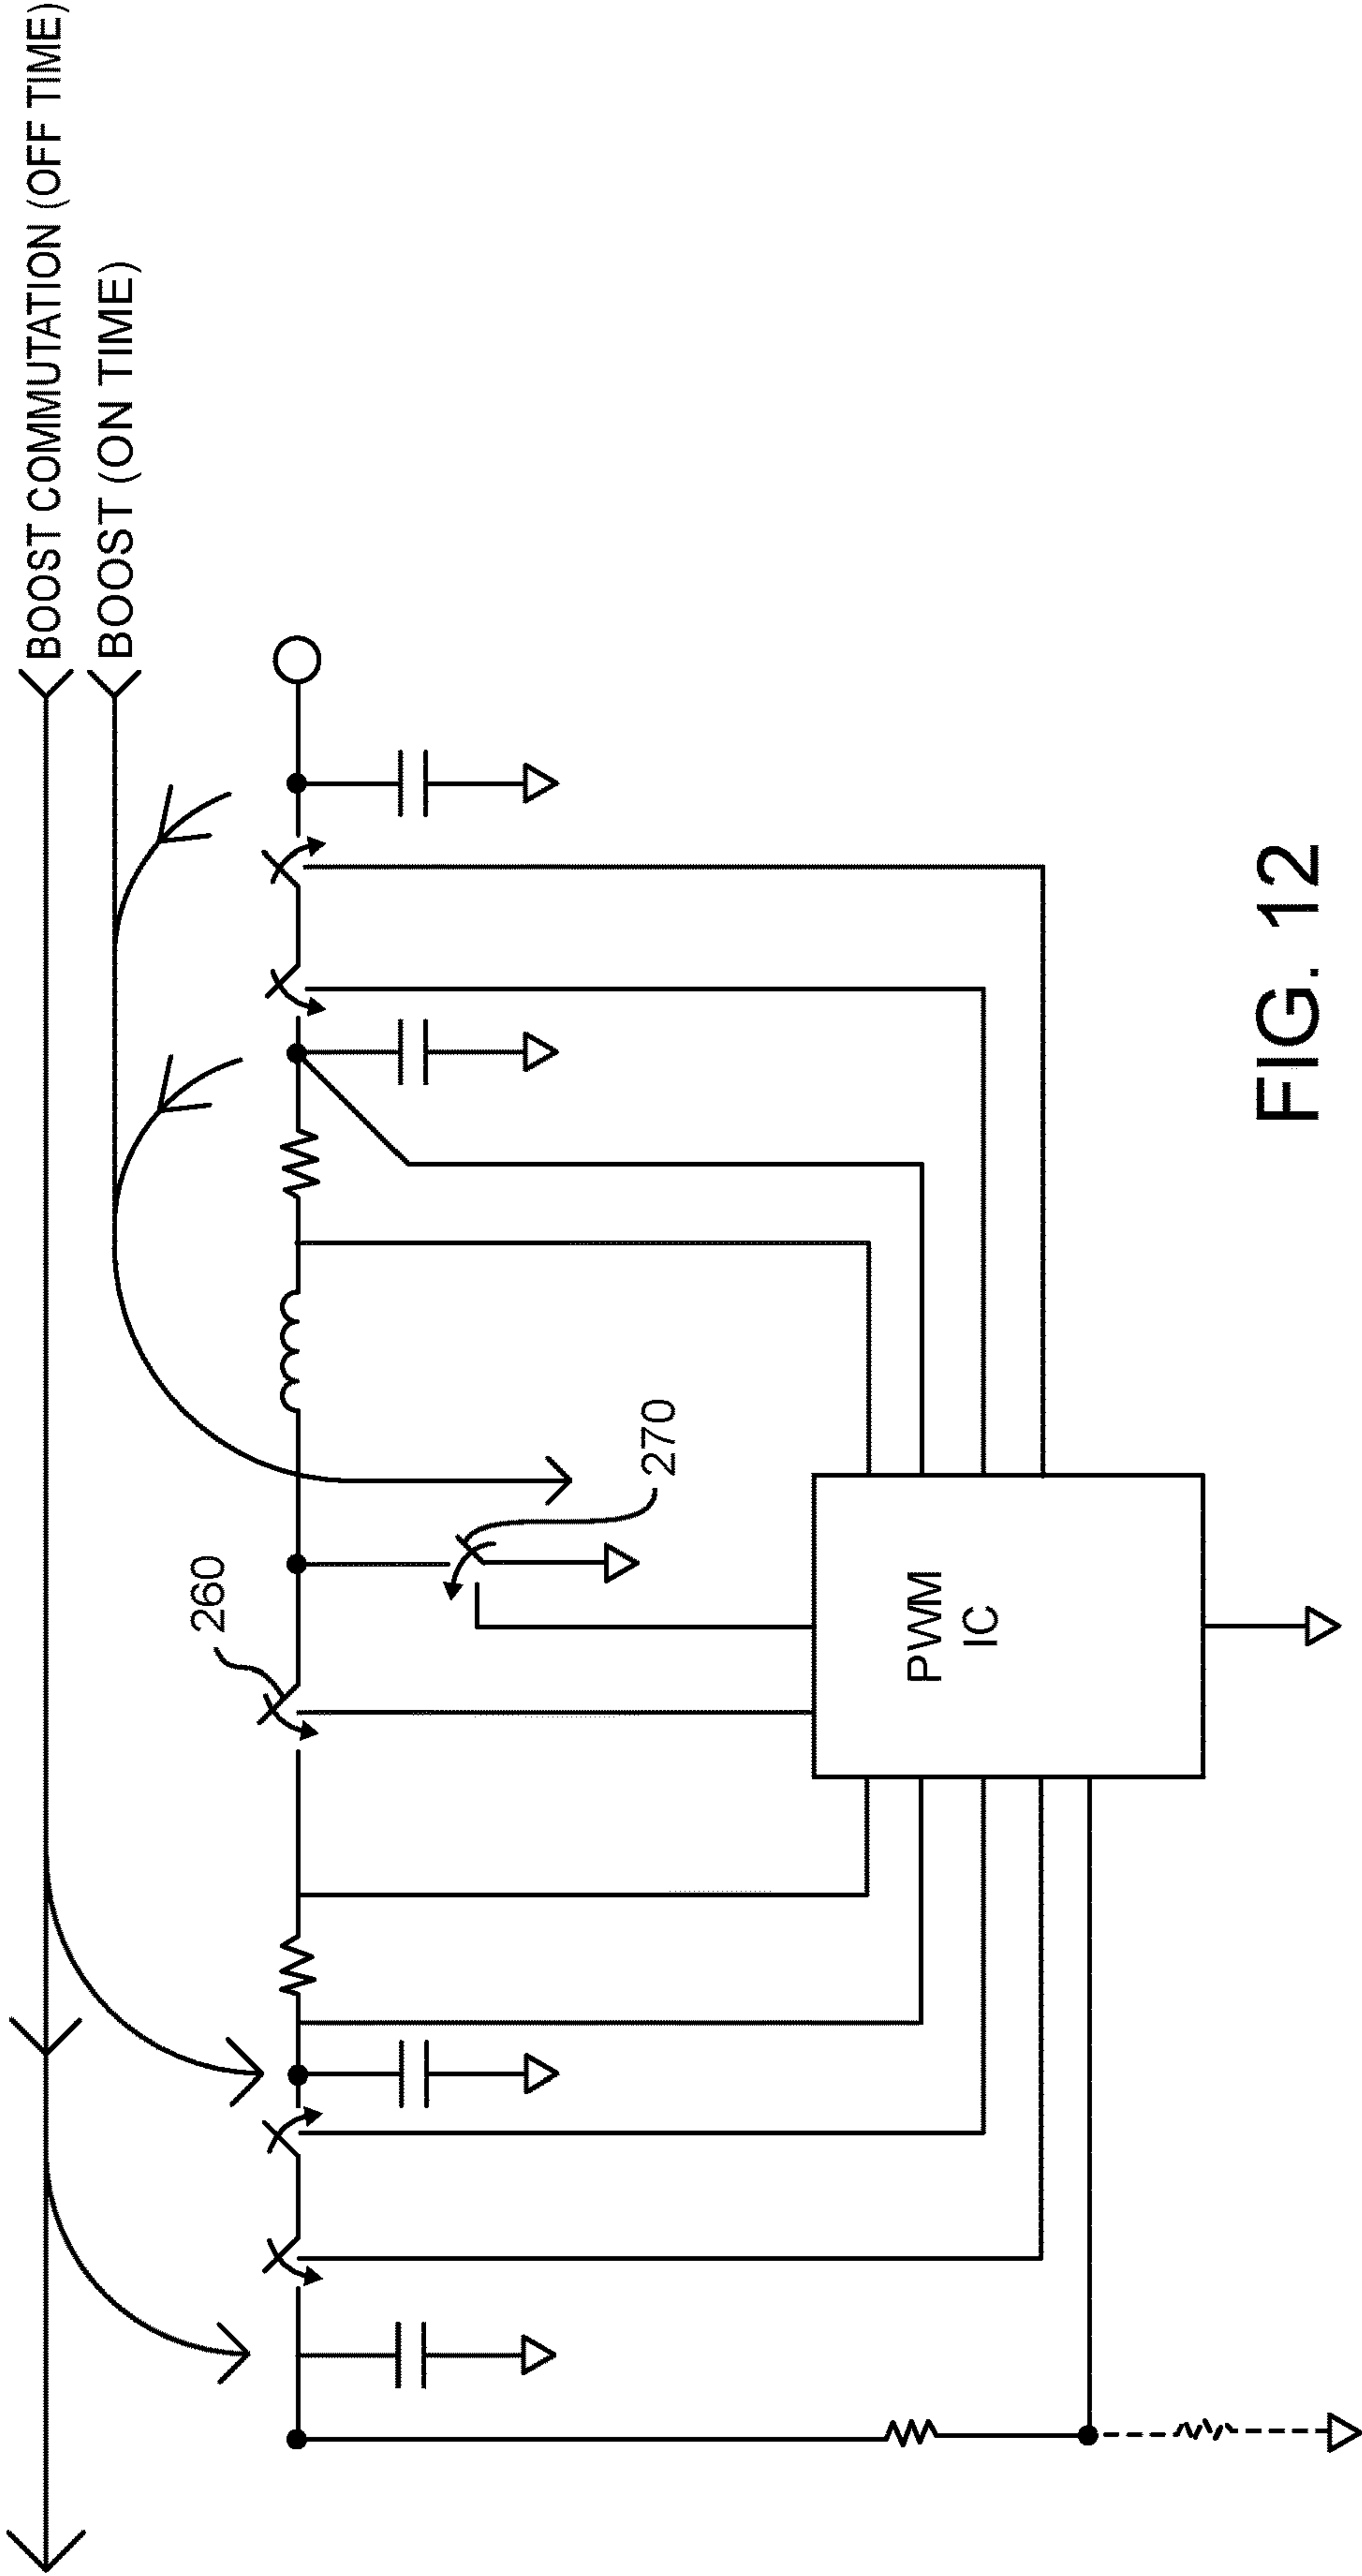 BOOST COMMUTATION (OFF TIME)
BOOST (ON TIME)
260
270
PWM
IC
FIG. 12